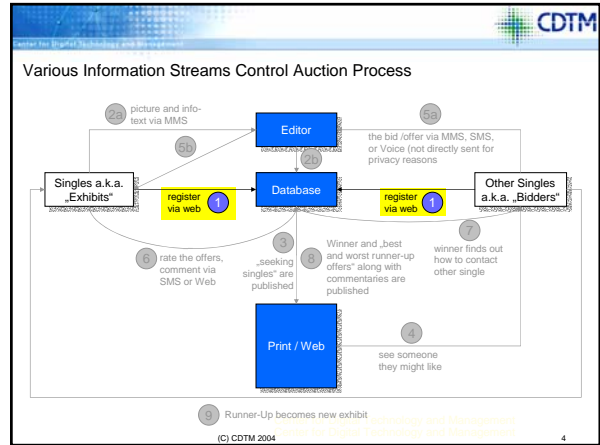 CDTM
Center for Digital Technology and Management
Various Information Streams Control Auction Process
2a
picture and info-
text via MMS
5b
Editor
2b
5a
the bid /offer via MMS, SMS,
or Voice (not directly sent for
privacy reasons
Singles a.k.a.
„Exhibits“
register
via web
1
Database
register
via web
1
Other Singles
a.k.a. „Bidders“
6
rate the offers,
comment via
SMS or Web
3
„seeking
singles“ are
published
8
Winner and „best
and worst runner-up
offers“ along with
commentaries are
published
7
winner finds out
how to contact
other single
Print / Web
4
see someone
they might like
9
Runner-Up becomes new exhibit
(C) CDTM 2004
4